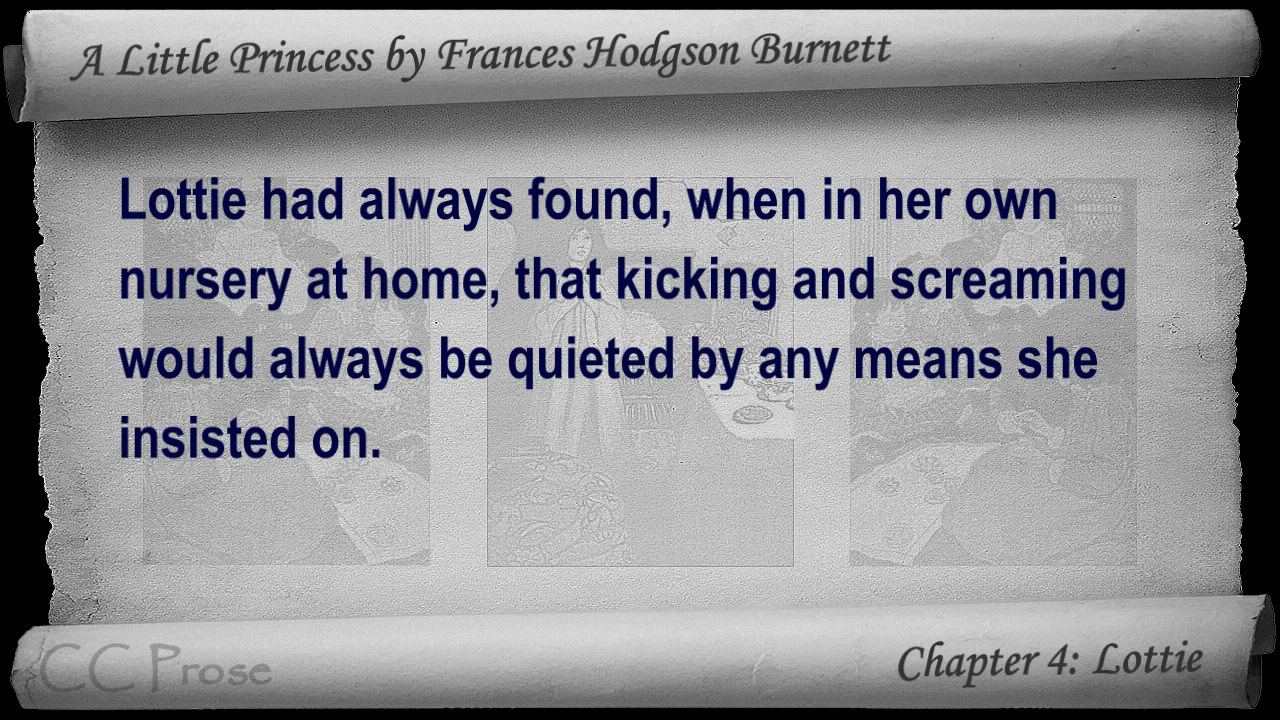 A Little Princess by Frances Hodgson Burnett
Lottie had always found, when in her own
nursery at home, that kicking and screaming
would always be quieted by any means she
insisted on.
CC Prose
Chapter 4: Lottie